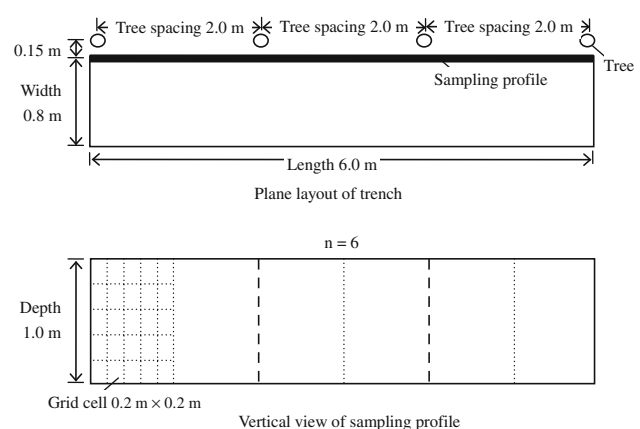 Tree spacing 2.0 m Tree spacing 2.0 m Tree spacing 2.0 m
0.15 m
Tree
Sampling profile
Width
0.8 m
Length 6.0 m
Plane layout of trench
n = 6
Depth
1.0 m
Grid cell 0.2 m × 0.2 m
Vertical view of sampling profile